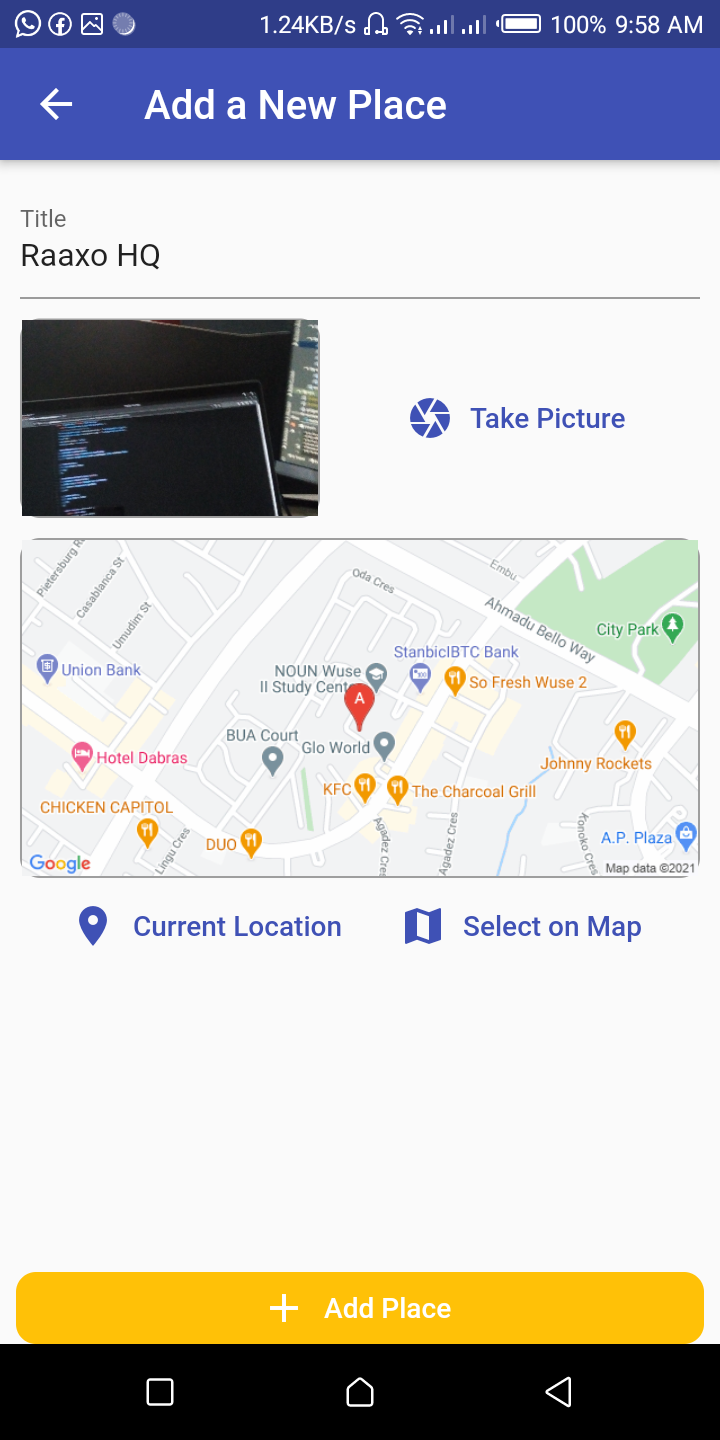 1.24KB/s 100% 9:58 AM
Add a New Place
Title
Raaxo HQ
Take Picture
Pietersburg R
Casablanca St
Umudim St
Oda Cres
Embu
Ahmadu Bello Way
City Park
Union Bank
StanbicIBTC Bank
NOUN Wuse
II Study Cent
A
So Fresh Wuse 2
BUA Court
Glo World
Hotel Dabras
Johnny Rockets
KFC
The Charcoal Grill
CHICKEN CAPITOL
DUO
Lingu Cres
Agadez Cres
Agadez Cres
Konoko Cres
A.P. Plaza
Google
Map data ©2021
Current Location
Select on Map
Add Place